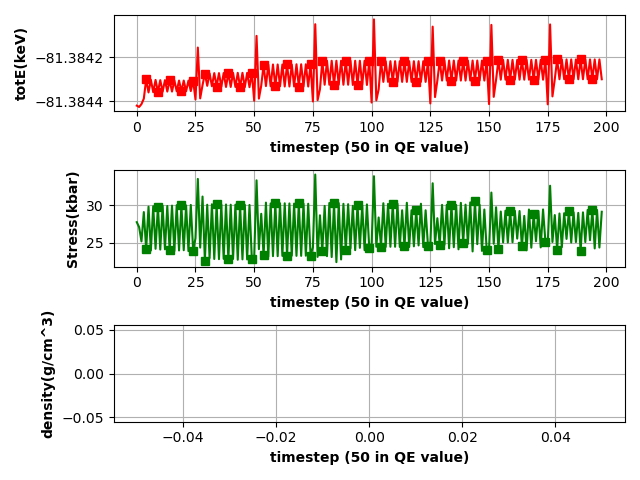 totE(keV)
−81.3842
−81.3844
0 25 50 75 100 125 150 175 200
timestep (50 in QE value)
Stress(kbar)
30
25
0 25 50 75 100 125 150 175 200
timestep (50 in QE value)
density(g/cm^3)
0.05
0.00
−0.05
−0.04 −0.02 0.00 0.02 0.04
timestep (50 in QE value)